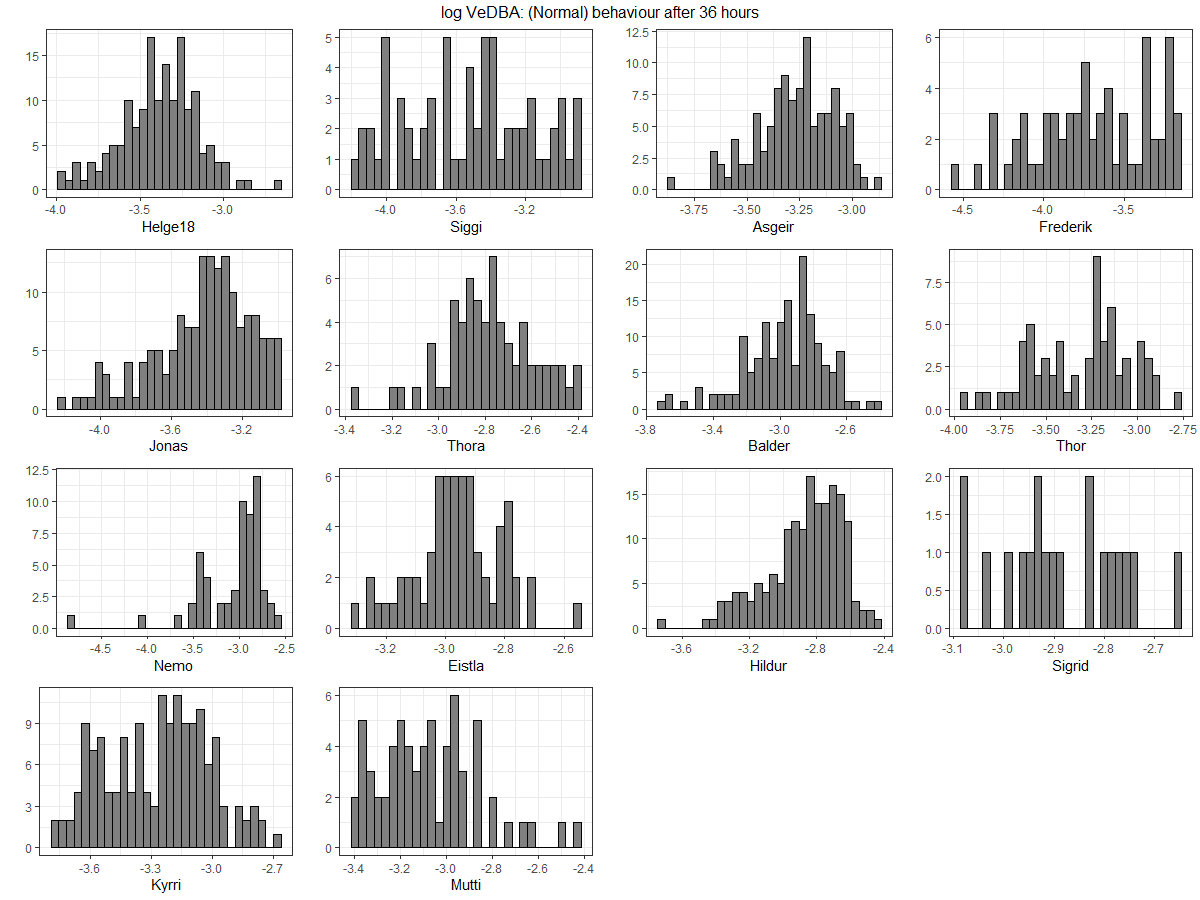 log VeDBA: (Normal) behaviour after 36 hours
15
10
5
0
-4.0 -3.5 -3.0
Helge18
5
4
3
2
1
0
-4.0 -3.6 -3.2
Siggi
12.5
10.0
7.5
5.0
2.5
0.0
-3.75 -3.50 -3.25 -3.00
Asgeir
6
4
2
0
-4.5 -4.0 -3.5
Frederik
10
5
0
-4.0 -3.6 -3.2
Jonas
6
4
2
0
-3.4 -3.2 -3.0 -2.8 -2.6 -2.4
Thora
20
15
10
5
0
-3.8 -3.4 -3.0 -2.6
Balder
7.5
5.0
2.5
0.0
-4.00 -3.75 -3.50 -3.25 -3.00 -2.75
Thor
12.5
10.0
7.5
5.0
2.5
0.0
-4.5 -4.0 -3.5 -3.0 -2.5
Nemo
6
4
2
0
-3.2 -3.0 -2.8 -2.6
Eistla
15
10
5
0
-3.6 -3.2 -2.8 -2.4
Hildur
2.0
1.5
1.0
0.5
0.0
-3.1 -3.0 -2.9 -2.8 -2.7
Sigrid
9
6
3
0
-3.6 -3.3 -3.0 -2.7
Kyrri
6
4
2
0
-3.4 -3.2 -3.0 -2.8 -2.6 -2.4
Mutti